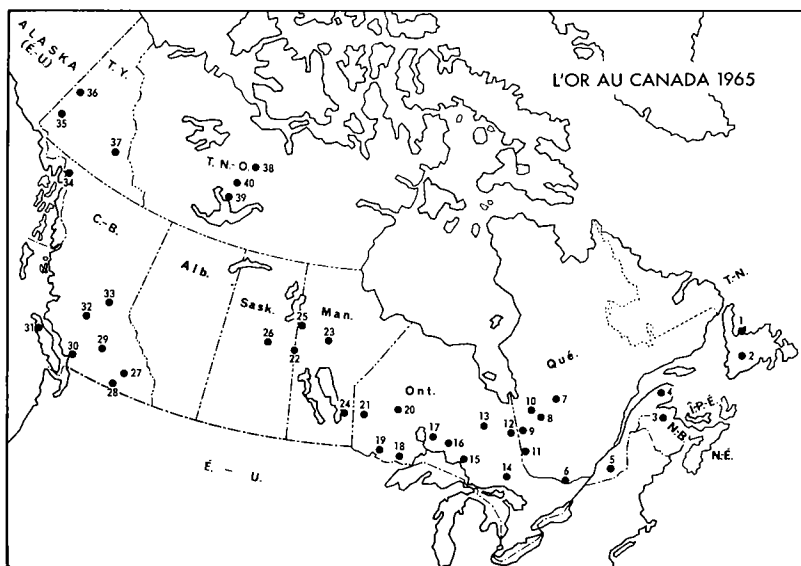 ALASKA
(É.-U)
T.Y.
L'OR AU CANADA 1965
36
35
37
T. N.-O.
38
40
39
34
C.-B.
Alb.
Sask.
Man.
T.-N.
33
32
31
30
29
27
28
25
26
22
23
24
21
Ont.
20
19
18
17
16
15
13
14
12
Qué.
10
7
8
9
11
6
5
1
2
4
3
Î.-P.-É.
N.-B.
N.-É.
É. - U.